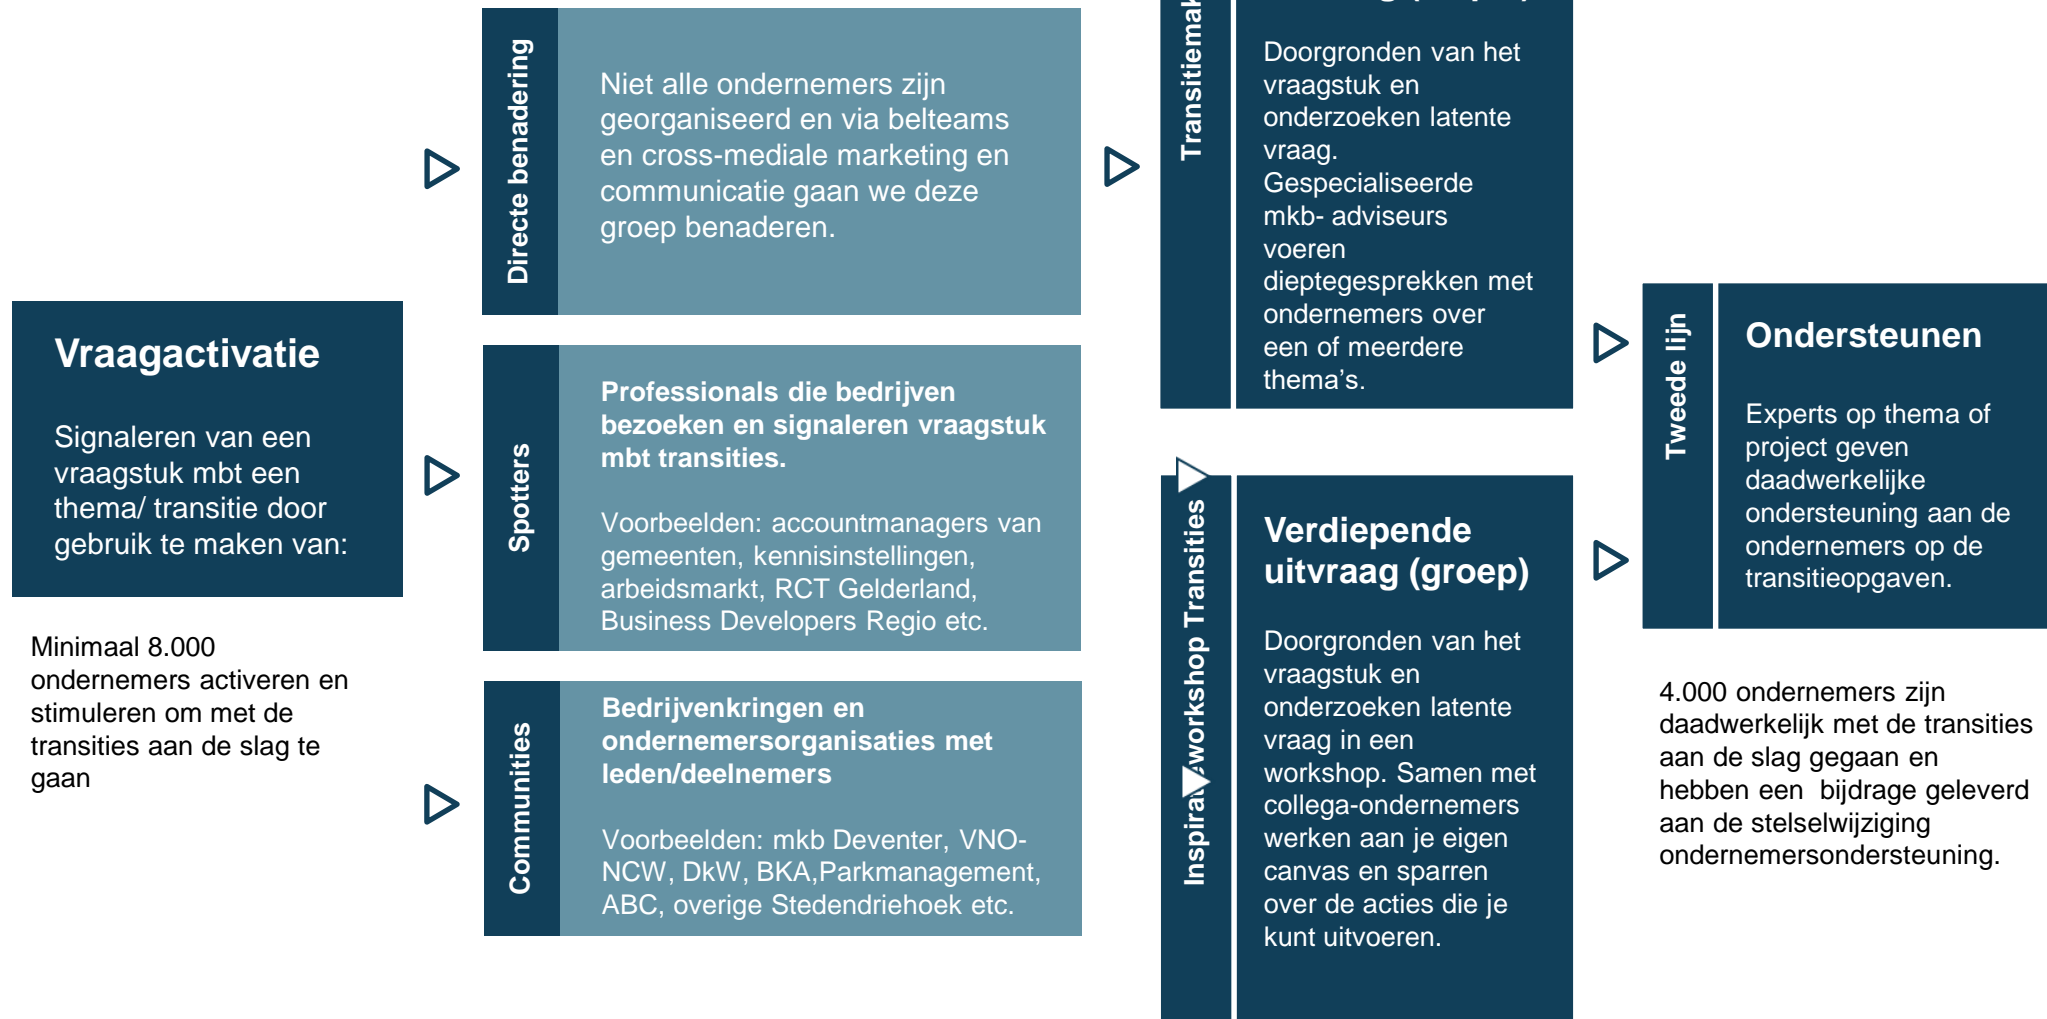 Vraagactivatie
Signaleren van een
vraagstuk mbt een
thema/ transitie door
gebruik te maken van:
Minimaal 8.000
ondernemers activeren en
stimuleren om met de
transities aan de slag te
gaan
Directe benadering
Niet alle ondernemers zijn
georganiseerd en via belteams
en cross-mediale marketing en
communicatie gaan we deze
groep benaderen.
Spotters
Professionals die bedrijven
bezoeken en signaleren vraagstuk
mbt transities.
Voorbeelden: accountmanagers van
gemeenten, kennisinstellingen,
arbeidsmarkt, RCT Gelderland,
Business Developers Regio etc.
Communities
Bedrijvenkringen en
ondernemersorganisaties met
leden/deelnemers
Voorbeelden: mkb Deventer, VNO-
NCW, DkW, BKA,Parkmanagement,
ABC, overige Stedendriehoek etc.
Transitiemak
Doorgronden van het
vraagstuk en
onderzoeken latente
vraag.
Gespecialiseerde
mkb- adviseurs
voeren
dieptegesprekken met
ondernemers over
een of meerdere
thema's.
Inspiratieworkshop Transities
Verdiepende
uitvraag (groep)
Doorgronden van het
vraagstuk en
onderzoeken latente
vraag in een
workshop. Samen met
collega-ondernemers
werken aan je eigen
canvas en sparren
over de acties die je
kunt uitvoeren.
Tweede lijn
Ondersteunen
Experts op thema of
project geven
daadwerkelijke
ondersteuning aan de
ondernemers op de
transitieopgaven.
4.000 ondernemers zijn
daadwerkelijk met de transities
aan de slag gegaan en
hebben een  bijdrage geleverd
aan de stelselwijziging
ondernemersondersteuning.